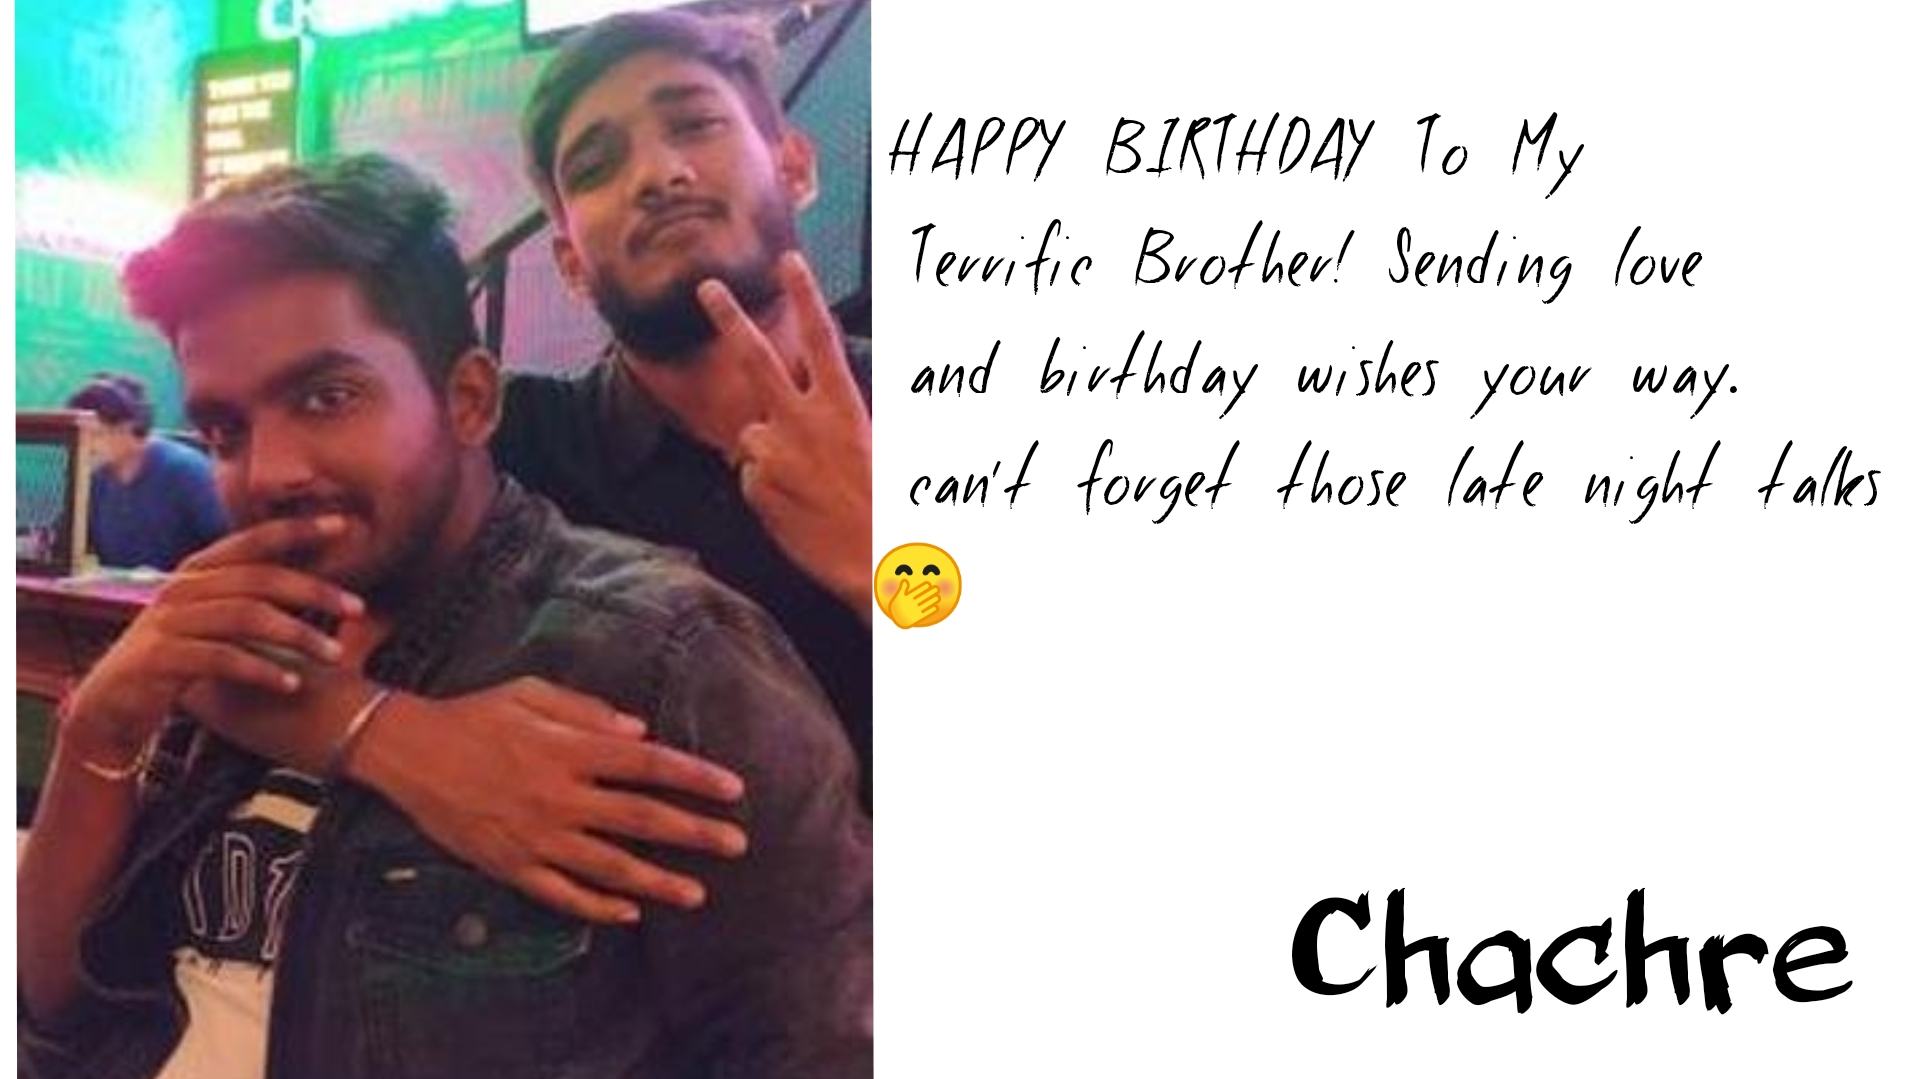 HAPPY BIRTHDAY To My
Terrific Brother! Sending love
and birthday wishes your way.
can't forget those late night talks
🤭
Chachre